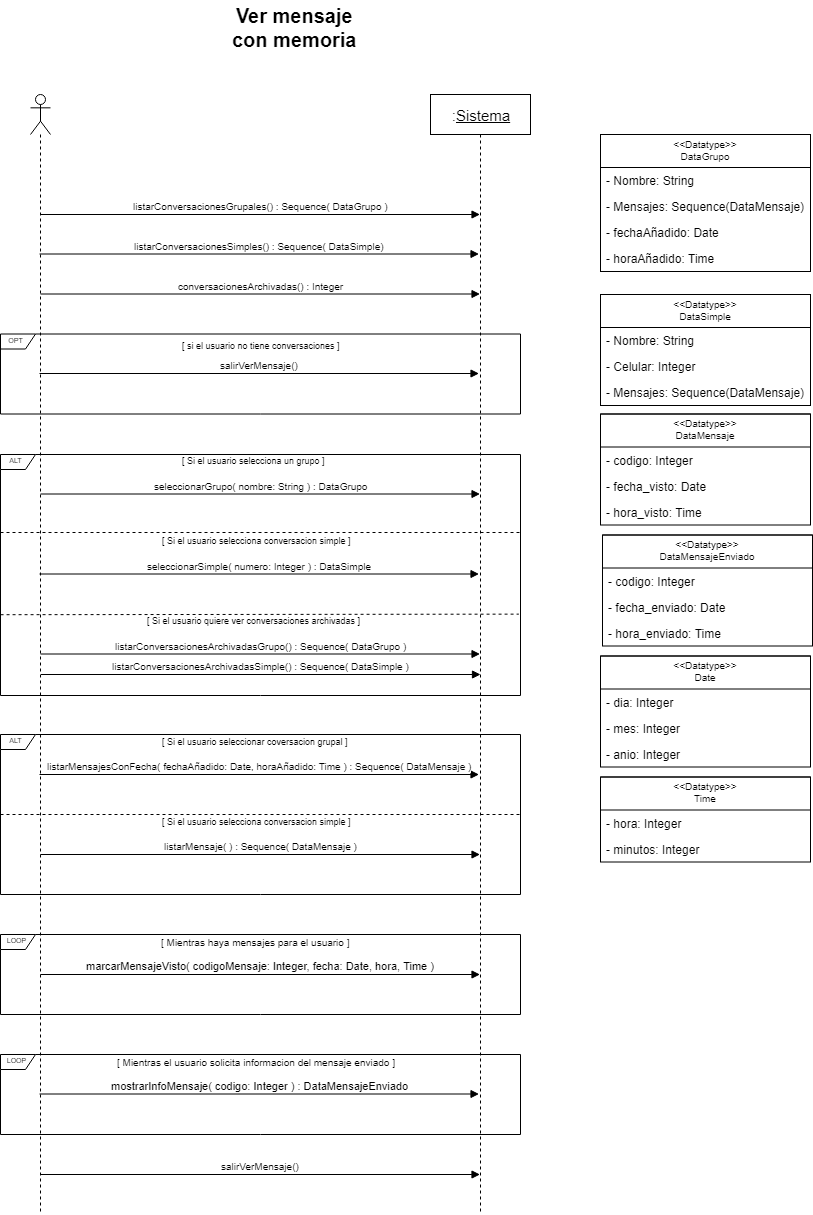 Ver mensaje
con memoria
:Sistema
listarConversacionesGrupales() : Sequence( DataGrupo )
listarConversacionesSimples() : Sequence( DataSimple)
conversacionesArchivadas() : Integer
OPT
[ si el usuario no tiene conversaciones ]
salirVerMensaje()
ALT
[ Si el usuario selecciona un grupo ]
seleccionarGrupo( nombre: String ) : DataGrupo
[ Si el usuario selecciona conversacion simple ]
seleccionarSimple( numero: Integer ) : DataSimple
[ Si el usuario quiere ver conversaciones archivadas ]
listarConversacionesArchivadasGrupo() : Sequence( DataGrupo )
listarConversacionesArchivadasSimple() : Sequence( DataSimple )
ALT
[ Si el usuario seleccionar coversacion grupal ]
listarMensajesConFecha( fechaAñadido: Date, horaAñadido: Time ) : Sequence( DataMensaje )
[ Si el usuario selecciona conversacion simple ]
listarMensaje( ) : Sequence( DataMensaje )
LOOP
[ Mientras haya mensajes para el usuario ]
marcarMensajeVisto( codigoMensaje: Integer, fecha: Date, hora, Time )
LOOP
[ Mientras el usuario solicita informacion del mensaje enviado ]
mostrarInfoMensaje( codigo: Integer ) : DataMensajeEnviado
salirVerMensaje()
<<Datatype>>
DataGrupo
- Nombre: String
- Mensajes: Sequence(DataMensaje)
- fechaAñadido: Date
- horaAñadido: Time
<<Datatype>>
DataSimple
- Nombre: String
- Celular: Integer
- Mensajes: Sequence(DataMensaje)
<<Datatype>>
DataMensaje
- codigo: Integer
- fecha_visto: Date
- hora_visto: Time
<<Datatype>>
DataMensajeEnviado
- codigo: Integer
- fecha_enviado: Date
- hora_enviado: Time
<<Datatype>>
Date
- dia: Integer
- mes: Integer
- anio: Integer
<<Datatype>>
Time
- hora: Integer
- minutos: Integer